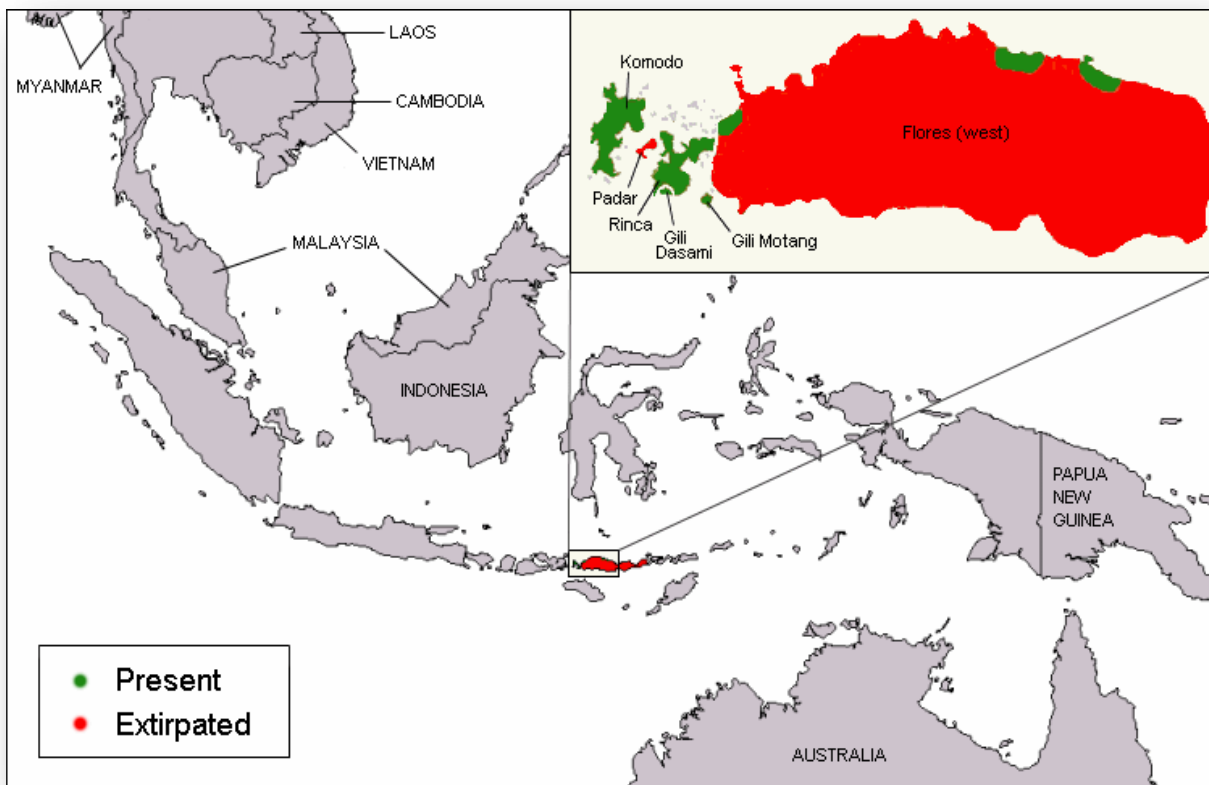 LAOS
MYANMAR
CAMBODIA
VIETNAM
MALAYSIA
INDONESIA
Komodo
Flores (west)
Padar
Rinca
Gili
Dasami
Gili Motang
PAPUA
NEW
GUINEA
AUSTRALIA
Present
Extirpated